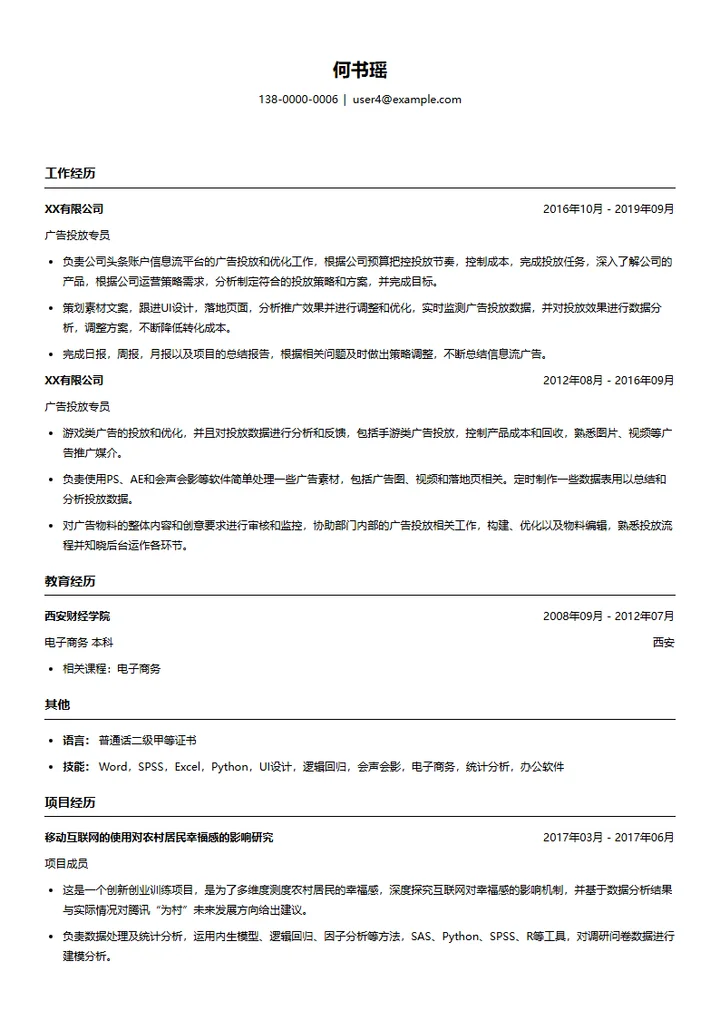 何书瑶
138-0000-0006 | user4@example.com
工作经历
XX有限公司 2016年10月 - 2019年09月
广告投放专员
• 负责公司头条账户信息流平台的广告投放和优化工作，根据公司预算把控投放节奏，控制成本，完成投放任务，深入了解公司的
产品，根据公司运营策略需求，分析制定符合的投放策略和方案，并完成目标。
• 策划素材文案，跟进UI设计，落地页面，分析推广效果并进行调整和优化，实时监测广告投放数据，并对投放效果进行数据分
析，调整方案，不断降低转化成本。
• 完成日报，周报，月报以及项目的总结报告，根据相关问题及时做出策略调整，不断总结信息流广告。
XX有限公司 2012年08月 - 2016年09月
广告投放专员
• 游戏类广告的投放和优化，并且对投放数据进行分析和反馈，包括手游类广告投放，控制产品成本和回收，熟悉图片、视频等广
告推广媒介。
• 负责使用PS、AE和会声会影等软件简单处理一些广告素材，包括广告图、视频和落地页相关。定时制作一些数据表用以总结和
分析投放数据。
• 对广告物料的整体内容和创意要求进行审核和监控，协助部门内部的广告投放相关工作，构建、优化以及物料编辑，熟悉投放流
程并知晓后台运作各环节。
教育经历
西安财经学院 2008年09月 - 2012年07月
电子商务 本科 西安
• 相关课程：电子商务
其他
• 语言： 普通话二级甲等证书
• 技能： Word，SPSS，Excel，Python，UI设计，逻辑回归，会声会影，电子商务，统计分析，办公软件
项目经历
移动互联网的使用对农村居民幸福感的影响研究 2017年03月 - 2017年06月
项目成员
• 这是一个创新创业训练项目，是为了多维度测度农村居民的幸福感，深度探究互联网对幸福感的影响机制，并基于数据分析结果
与实际情况对腾讯“为村”未来发展方向给出建议。
• 负责数据处理及统计分析，运用内生模型、逻辑回归、因子分析等方法，SAS、Python、SPSS、R等工具，对调研问卷数据进行
建模分析。